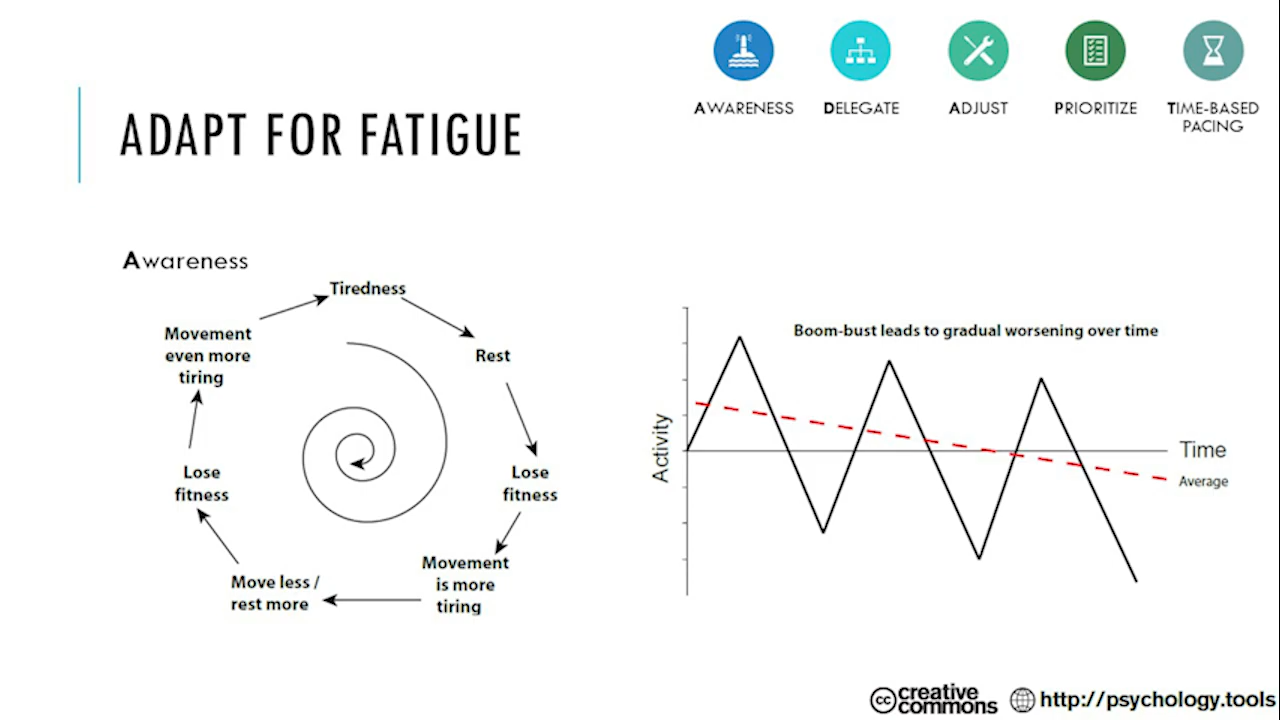 AWARENESS
DELEGATE
ADJUST
PRIORITIZE
TIME-BASED
PACING
ADAPT FOR FATIGUE
Awareness
Tiredness
Rest
Lose
fitness
Movement
is more
tiring
Move less /
rest more
Lose
fitness
Movement
even more
tiring
Boom-bust leads to gradual worsening over time
Activity
Time
Average
cc creative
commons
http://psychology.tools